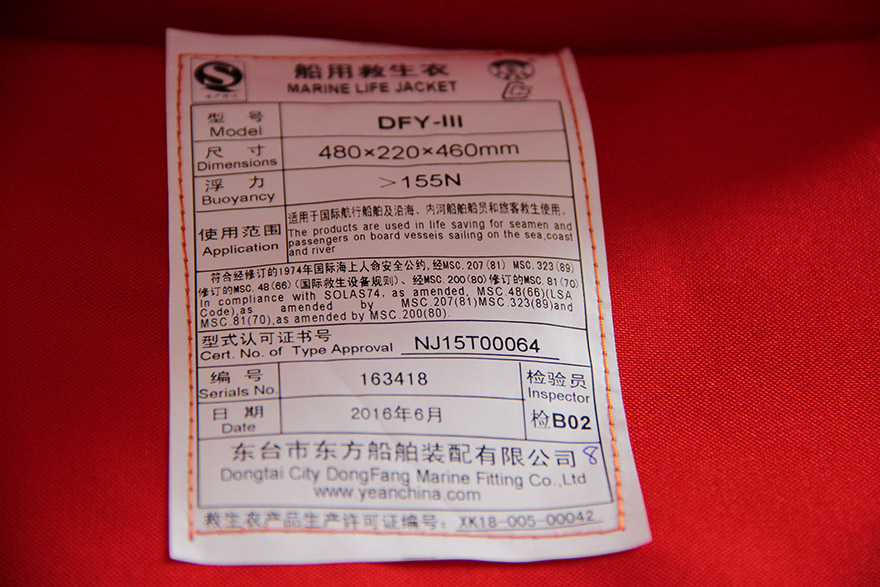 船用救生衣
MARINE LIFE JACKET
型 号
Model
DFY-III
尺 寸
Dimensions
480×220×460mm
浮 力
Buoyancy
＞155N
使用范围
Application
适用于国际航行船舶及沿海、内河船舶船员和旅客救生使用。
The products are used in life saving for seamen and
passengers on board vesseis sailing on the sea,coast
and river
符合经修订的1974年国际海上人命安全公约,经MSC.207(81) MSC.323(89)
修订的MSC.48(66)(国际救生设备规则)、经MSC.200(80)修订的MSC.81(70)
In compliance with SOLAS74, as amended, MSC.48(66)(LSA
Code),as amended by MSC.207(81)MSC.323(89)and
MSC.81(70),as amended by MSC.200(80).
型式认可证书号
Cert. No. of Type Approval NJ15T00064
编 号
Serials No.
163418
检验员
Inspector
日 期
Date
2016年6月
检B02
东台市东方船舶装配有限公司 8
Dongtai City DongFang Marine Fitting Co.,Ltd
www.yeanchina.com
救生衣产品生产许可证编号：XK18-005-00042